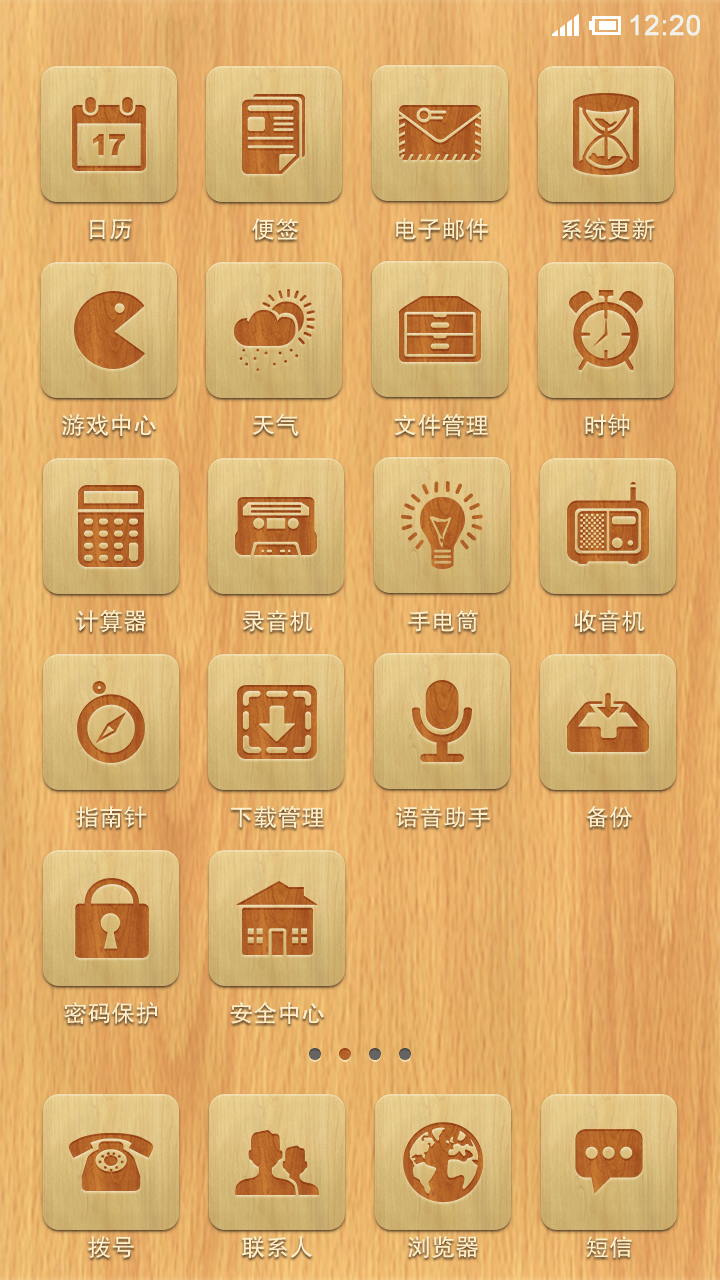 12:20
17
日历 便签 电子邮件 系统更新
游戏中心 天气 文件管理 时钟
计算器 录音机 手电筒 收音机
指南针 下载管理 语音助手 备份
密码保护 安全中心
拨号 联系人 浏览器 短信